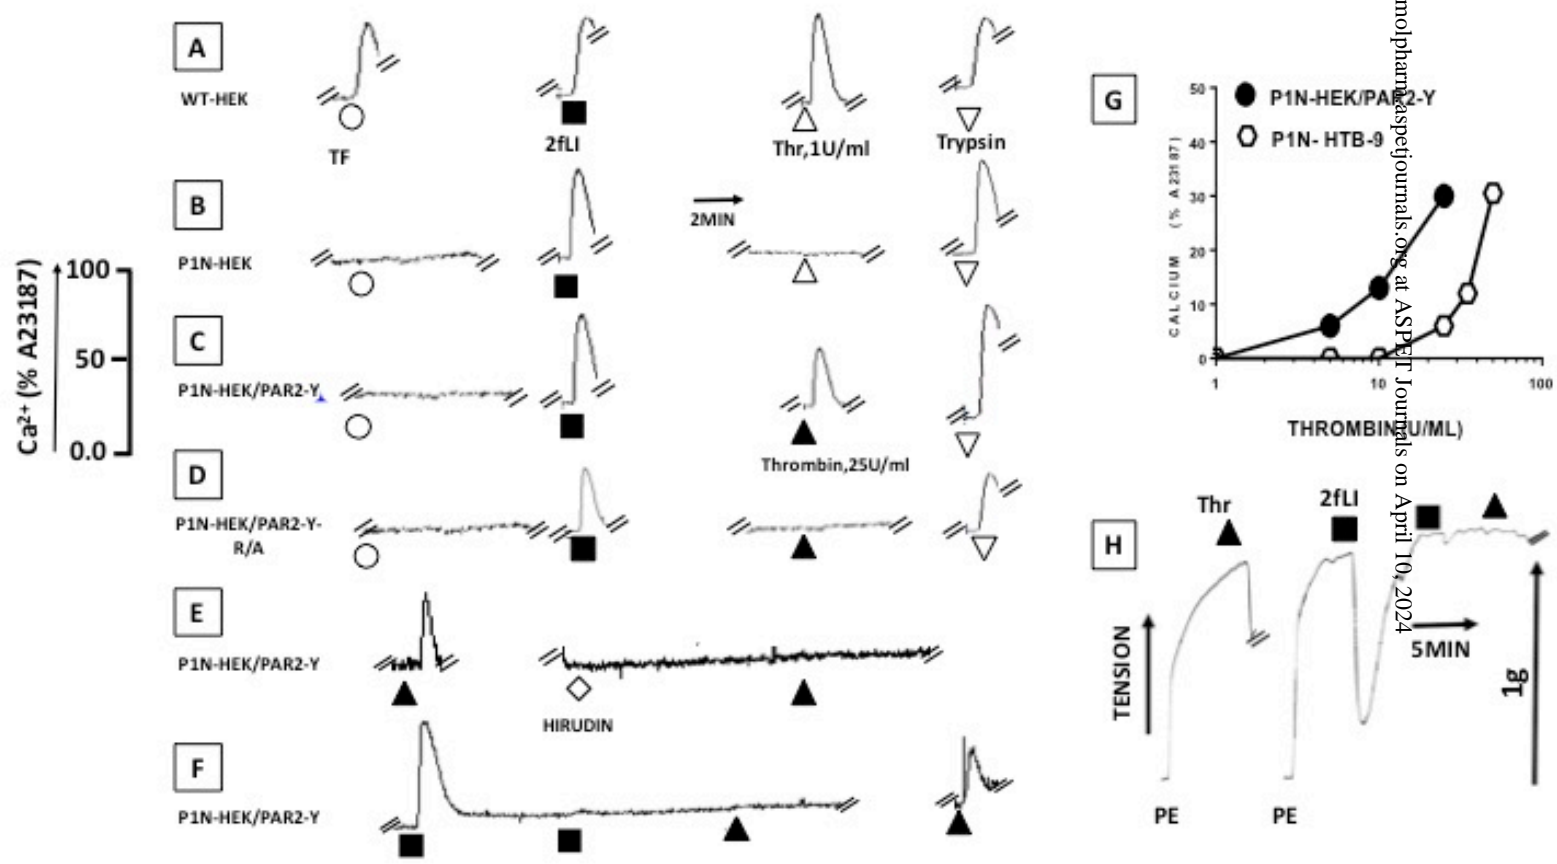 A
WT-HEK
TF
2fLI
Thr,1U/ml
Trypsin
B
P1N-HEK
2MIN
C
P1N-HEK/PAR2-Y
Thrombin,25U/ml
D
P1N-HEK/PAR2-Y-
R/A
E
P1N-HEK/PAR2-Y
HIRUDIN
F
P1N-HEK/PAR2-Y
Ca²⁺ (% A23187)
100
50
0.0
G
P1N-HEK/PAR2-Y
P1N- HTB-9
CALCIUM (% A23187)
50
40
30
20
10
0
1
10
100
THROMBIN(U/ML)
H
Thr
2fLI
TENSION
5MIN
1g
PE
PE
molpharm.aspetjournals.org at ASPET Journals on April 10, 2024